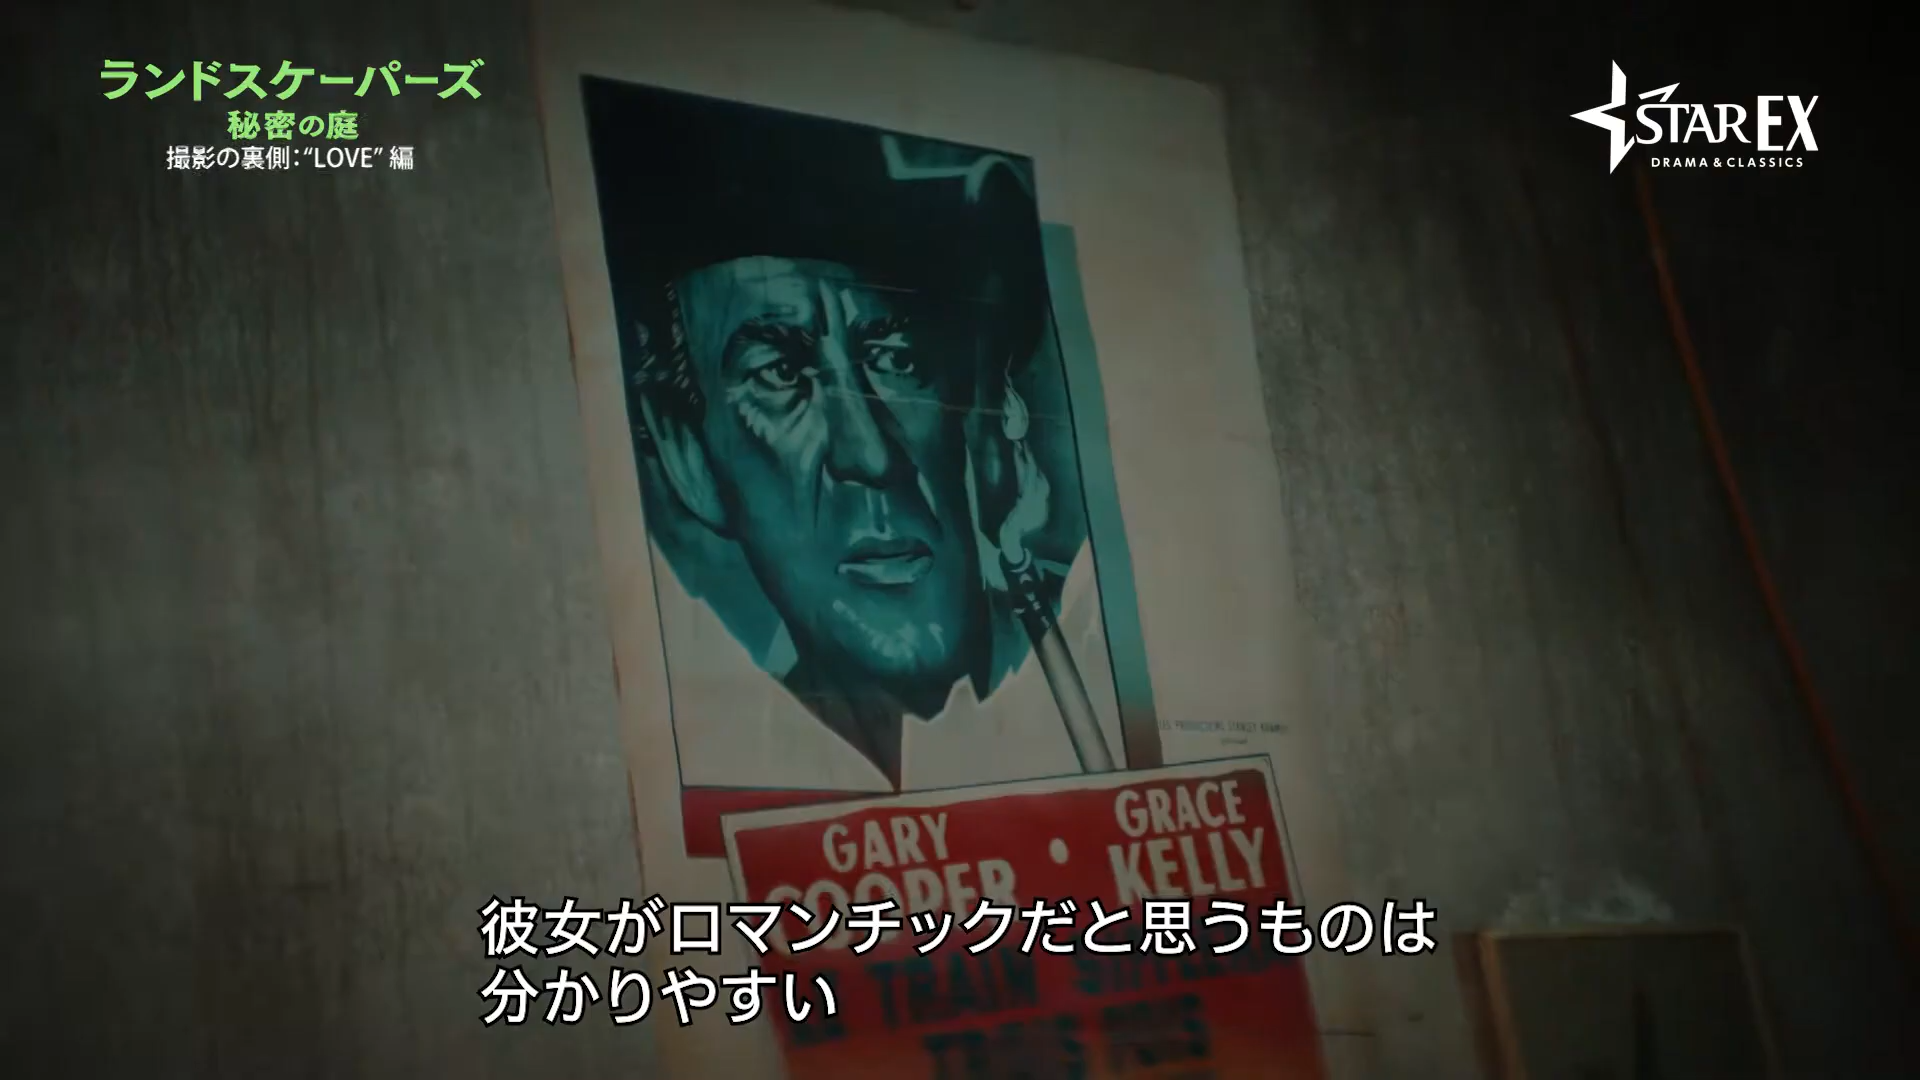 ランドスケーパーズ
秘密の庭
撮影の裏側:“LOVE” 編
STAR EX
DRAMA & CLASSICS
GARY
COOPER
GRACE
KELLY
TRAIN
彼女がロマンチックだと思うものは
分かりやすい